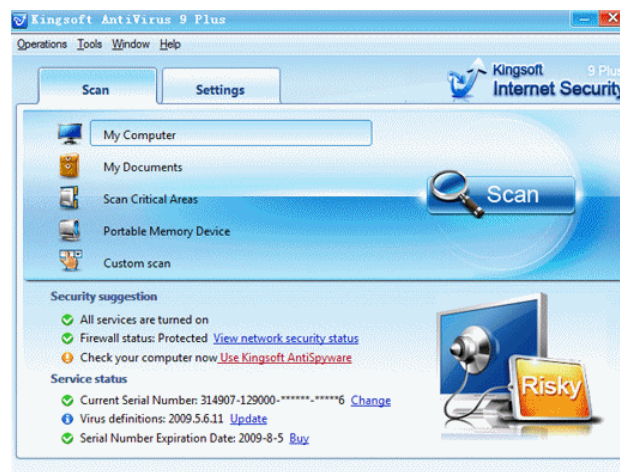 Kingsoft AntiVirus 9 Plus
Operations Tools Window Help
Scan Settings
Kingsoft 9 Plus
Internet Security
My Computer
My Documents
Scan Critical Areas
Portable Memory Device
Custom scan
Scan
Security suggestion
All services are turned on
Firewall status: Protected View network security status
Check your computer now Use Kingsoft AntiSpyware
Service status
Current Serial Number: 314907-129000-******-*****6 Change
Virus definitions: 2009.5.6.11 Update
Serial Number Expiration Date: 2009-8-5 Buy
Risky